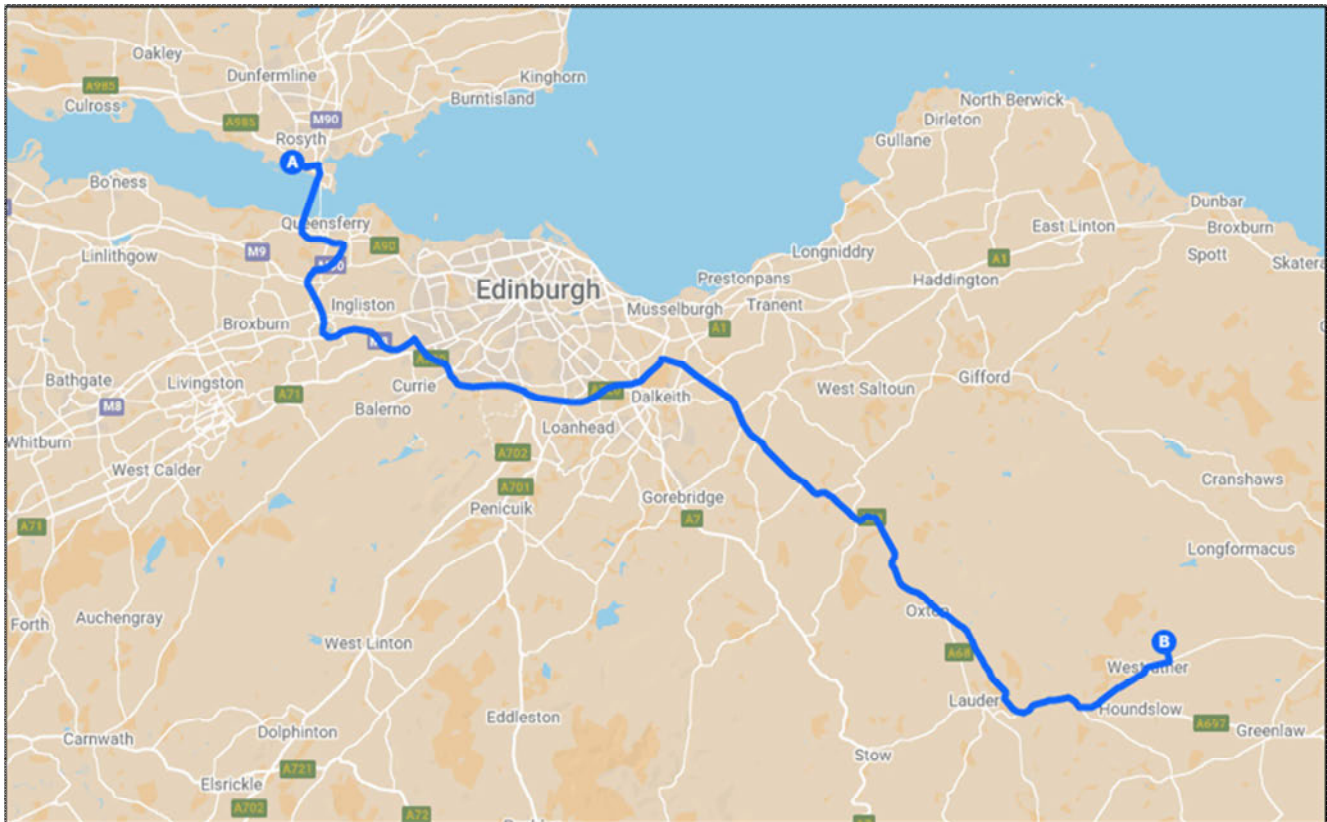 Oakley
Dunfermline
Kinghorn
A985
Culross
Burntisland
North Berwick
M90
A985
Dirleton
Rosyth
Gullane
A
Bo'ness
Dunbar
Queensferry
East Linton
Broxburn
A90
M9
Linlithgow
Longniddry
A1
Spott
Skatera
Prestonpans
Haddington
Edinburgh
Ingliston
Musselburgh
Tranent
Broxburn
A1
Bathgate
Livingston
Currie
Gifford
West Saltoun
A71
Dalkeith
Balerno
M8
Loanhead
Whitburn
A702
West Calder
Cranshaws
A701
Gorebridge
Penicuik
A7
A71
Longformacus
Oxton
Forth
Auchengray
West Linton
B
A68
Westruther
Lauder
Houndslow
Eddleston
A697
Greenlaw
Dolphinton
Carnwath
Stow
A721
Elsrickle
A702
A72